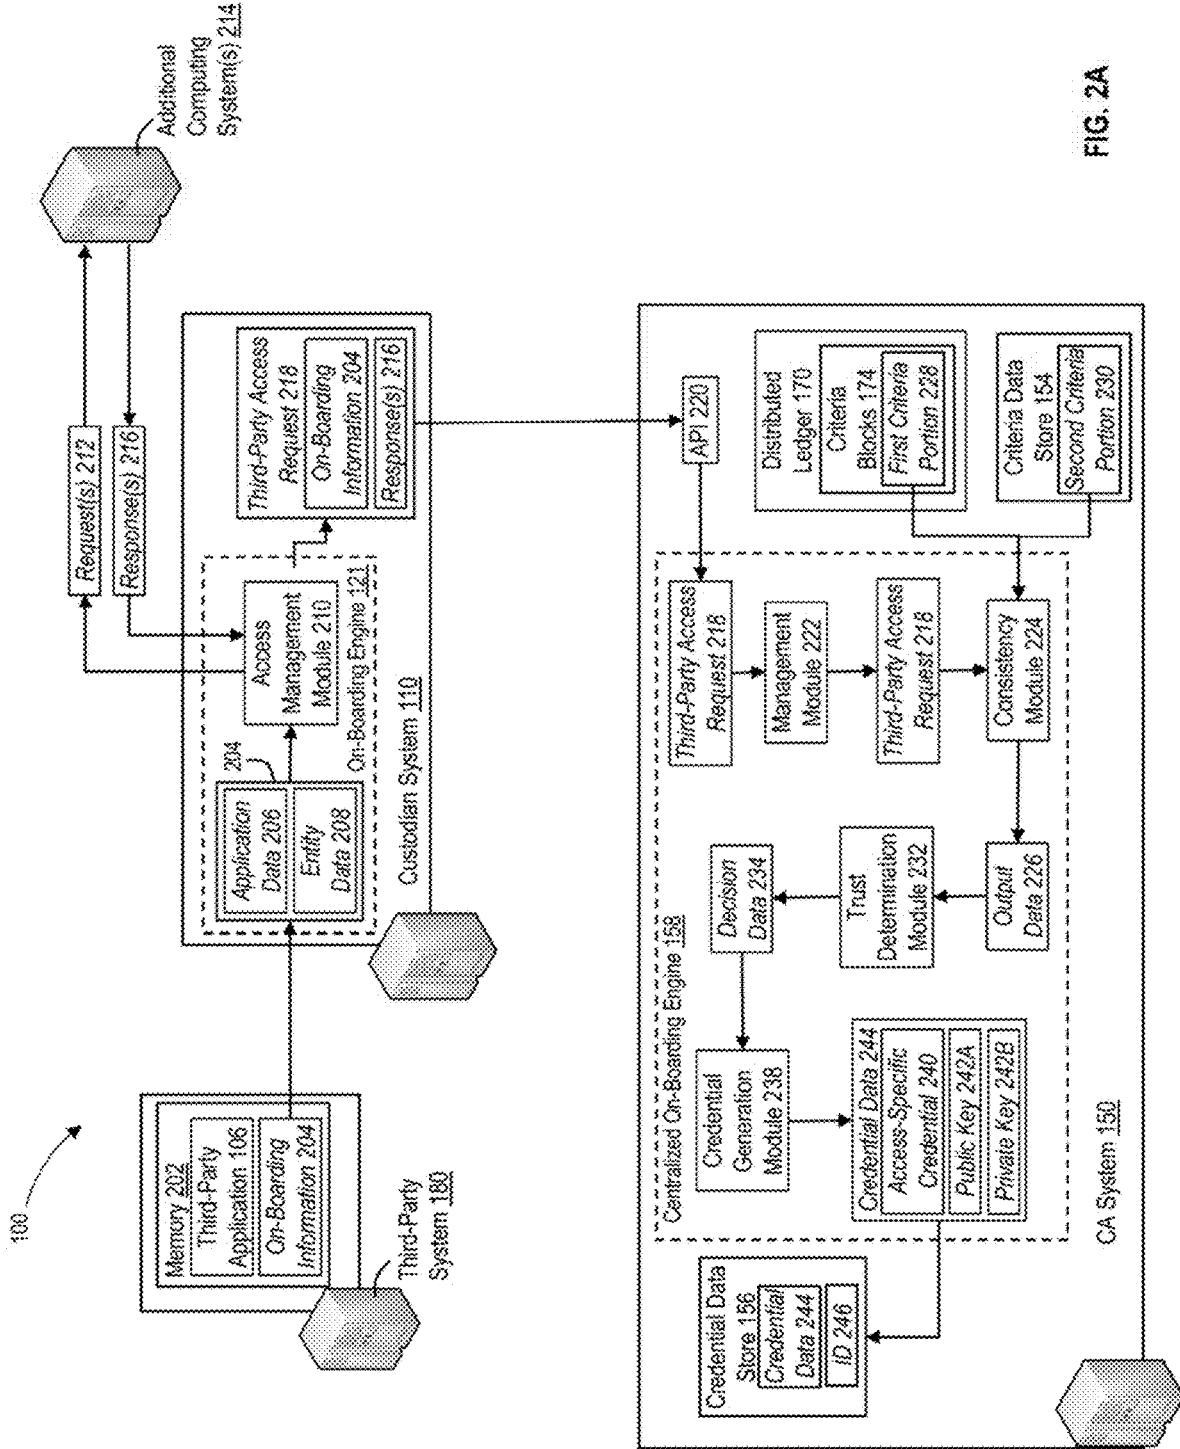 100
Memory 202
Third-Party
Application 106
On-Boarding
Information 204
Third-Party
System 180
204
Application
Data 206
Entity
Data 208
Access
Management
Module 210
On-Boarding Engine 121
Custodian System 110
Third-Party Access
Request 218
On-Boarding
Information 204
Response(s) 216
Request(s) 212
Response(s) 216
Additional
Computing
System(s) 214
API 220
Distributed
Ledger 170
Criteria
Blocks 174
First Criteria
Portion 228
Criteria Data
Store 154
Second Criteria
Portion 230
Third-Party Access
Request 218
Management
Module 222
Third-Party Access
Request 218
Consistency
Module 224
Output
Data 226
Trust
Determination
Module 232
Decision
Data 234
Centralized On-Boarding Engine 158
Credential
Generation
Module 238
Credential Data 244
Access-Specific
Credential 240
Public Key 242A
Private Key 242B
Credential Data
Store 156
Credential
Data 244
ID 246
CA System 150
FIG. 2A